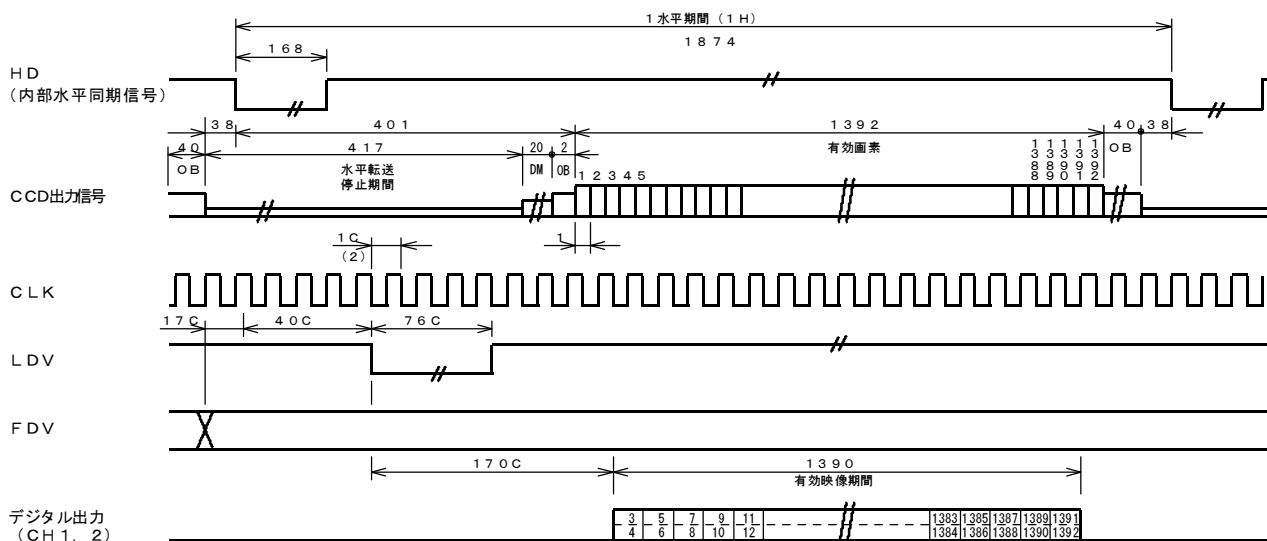 1水平期間（1H）
1874
168
HD
（内部水平同期信号）
38
401
1392
40
38
40
OB
417
水平転送
停止期間
20
DM
2
OB
有効画素
OB
1 2 3 4 5
1388
1389
1390
1391
1392
CCD出力信号
1C
(2)
1
CLK
17C
40C
76C
LDV
FDV
170C
1390
有効映像期間
デジタル出力
（CH1，2）
3 5 7 9 11 1383 1385 1387 1389 1391
4 6 8 10 12 1384 1386 1388 1390 1392